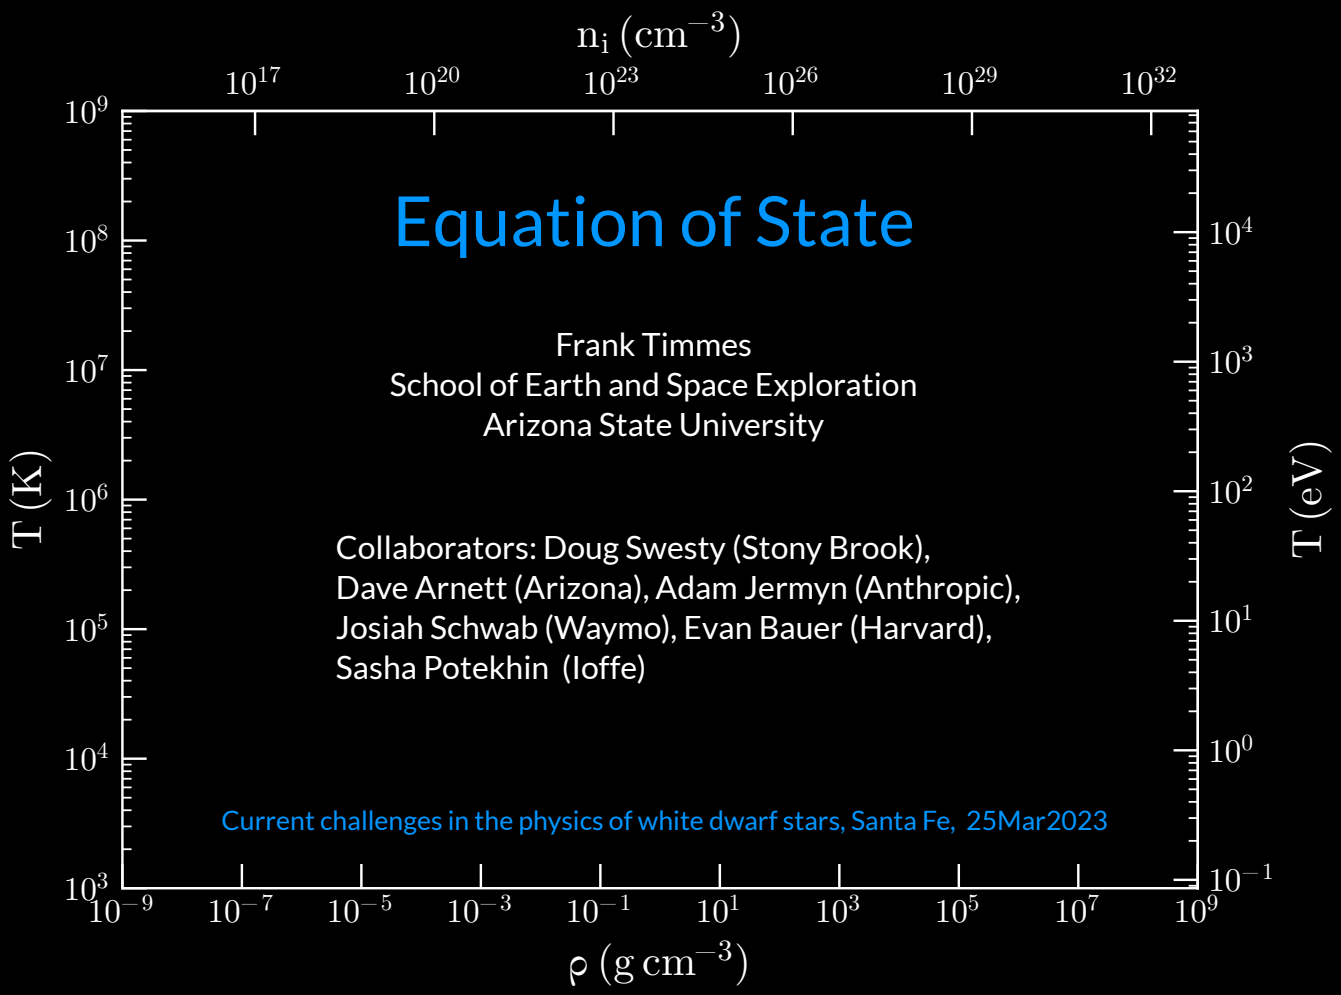 nᵢ (cm⁻³)
10¹⁷ 10²⁰ 10²³ 10²⁶ 10²⁹ 10³²
10⁹
Equation of State
10⁸ 10⁴
Frank Timmes
10⁷ 10³
School of Earth and Space Exploration
Arizona State University
T (K) T (eV)
10⁶ 10²
Collaborators: Doug Swesty (Stony Brook),
Dave Arnett (Arizona), Adam Jermyn (Anthropic),
10⁵ 10¹
Josiah Schwab (Waymo), Evan Bauer (Harvard),
Sasha Potekhin (Ioffe)
10⁴ 10⁰
Current challenges in the physics of white dwarf stars, Santa Fe, 25Mar2023
10³ 10⁻¹
10⁻⁹ 10⁻⁷ 10⁻⁵ 10⁻³ 10⁻¹ 10¹ 10³ 10⁵ 10⁷ 10⁹
ρ (g cm⁻³)